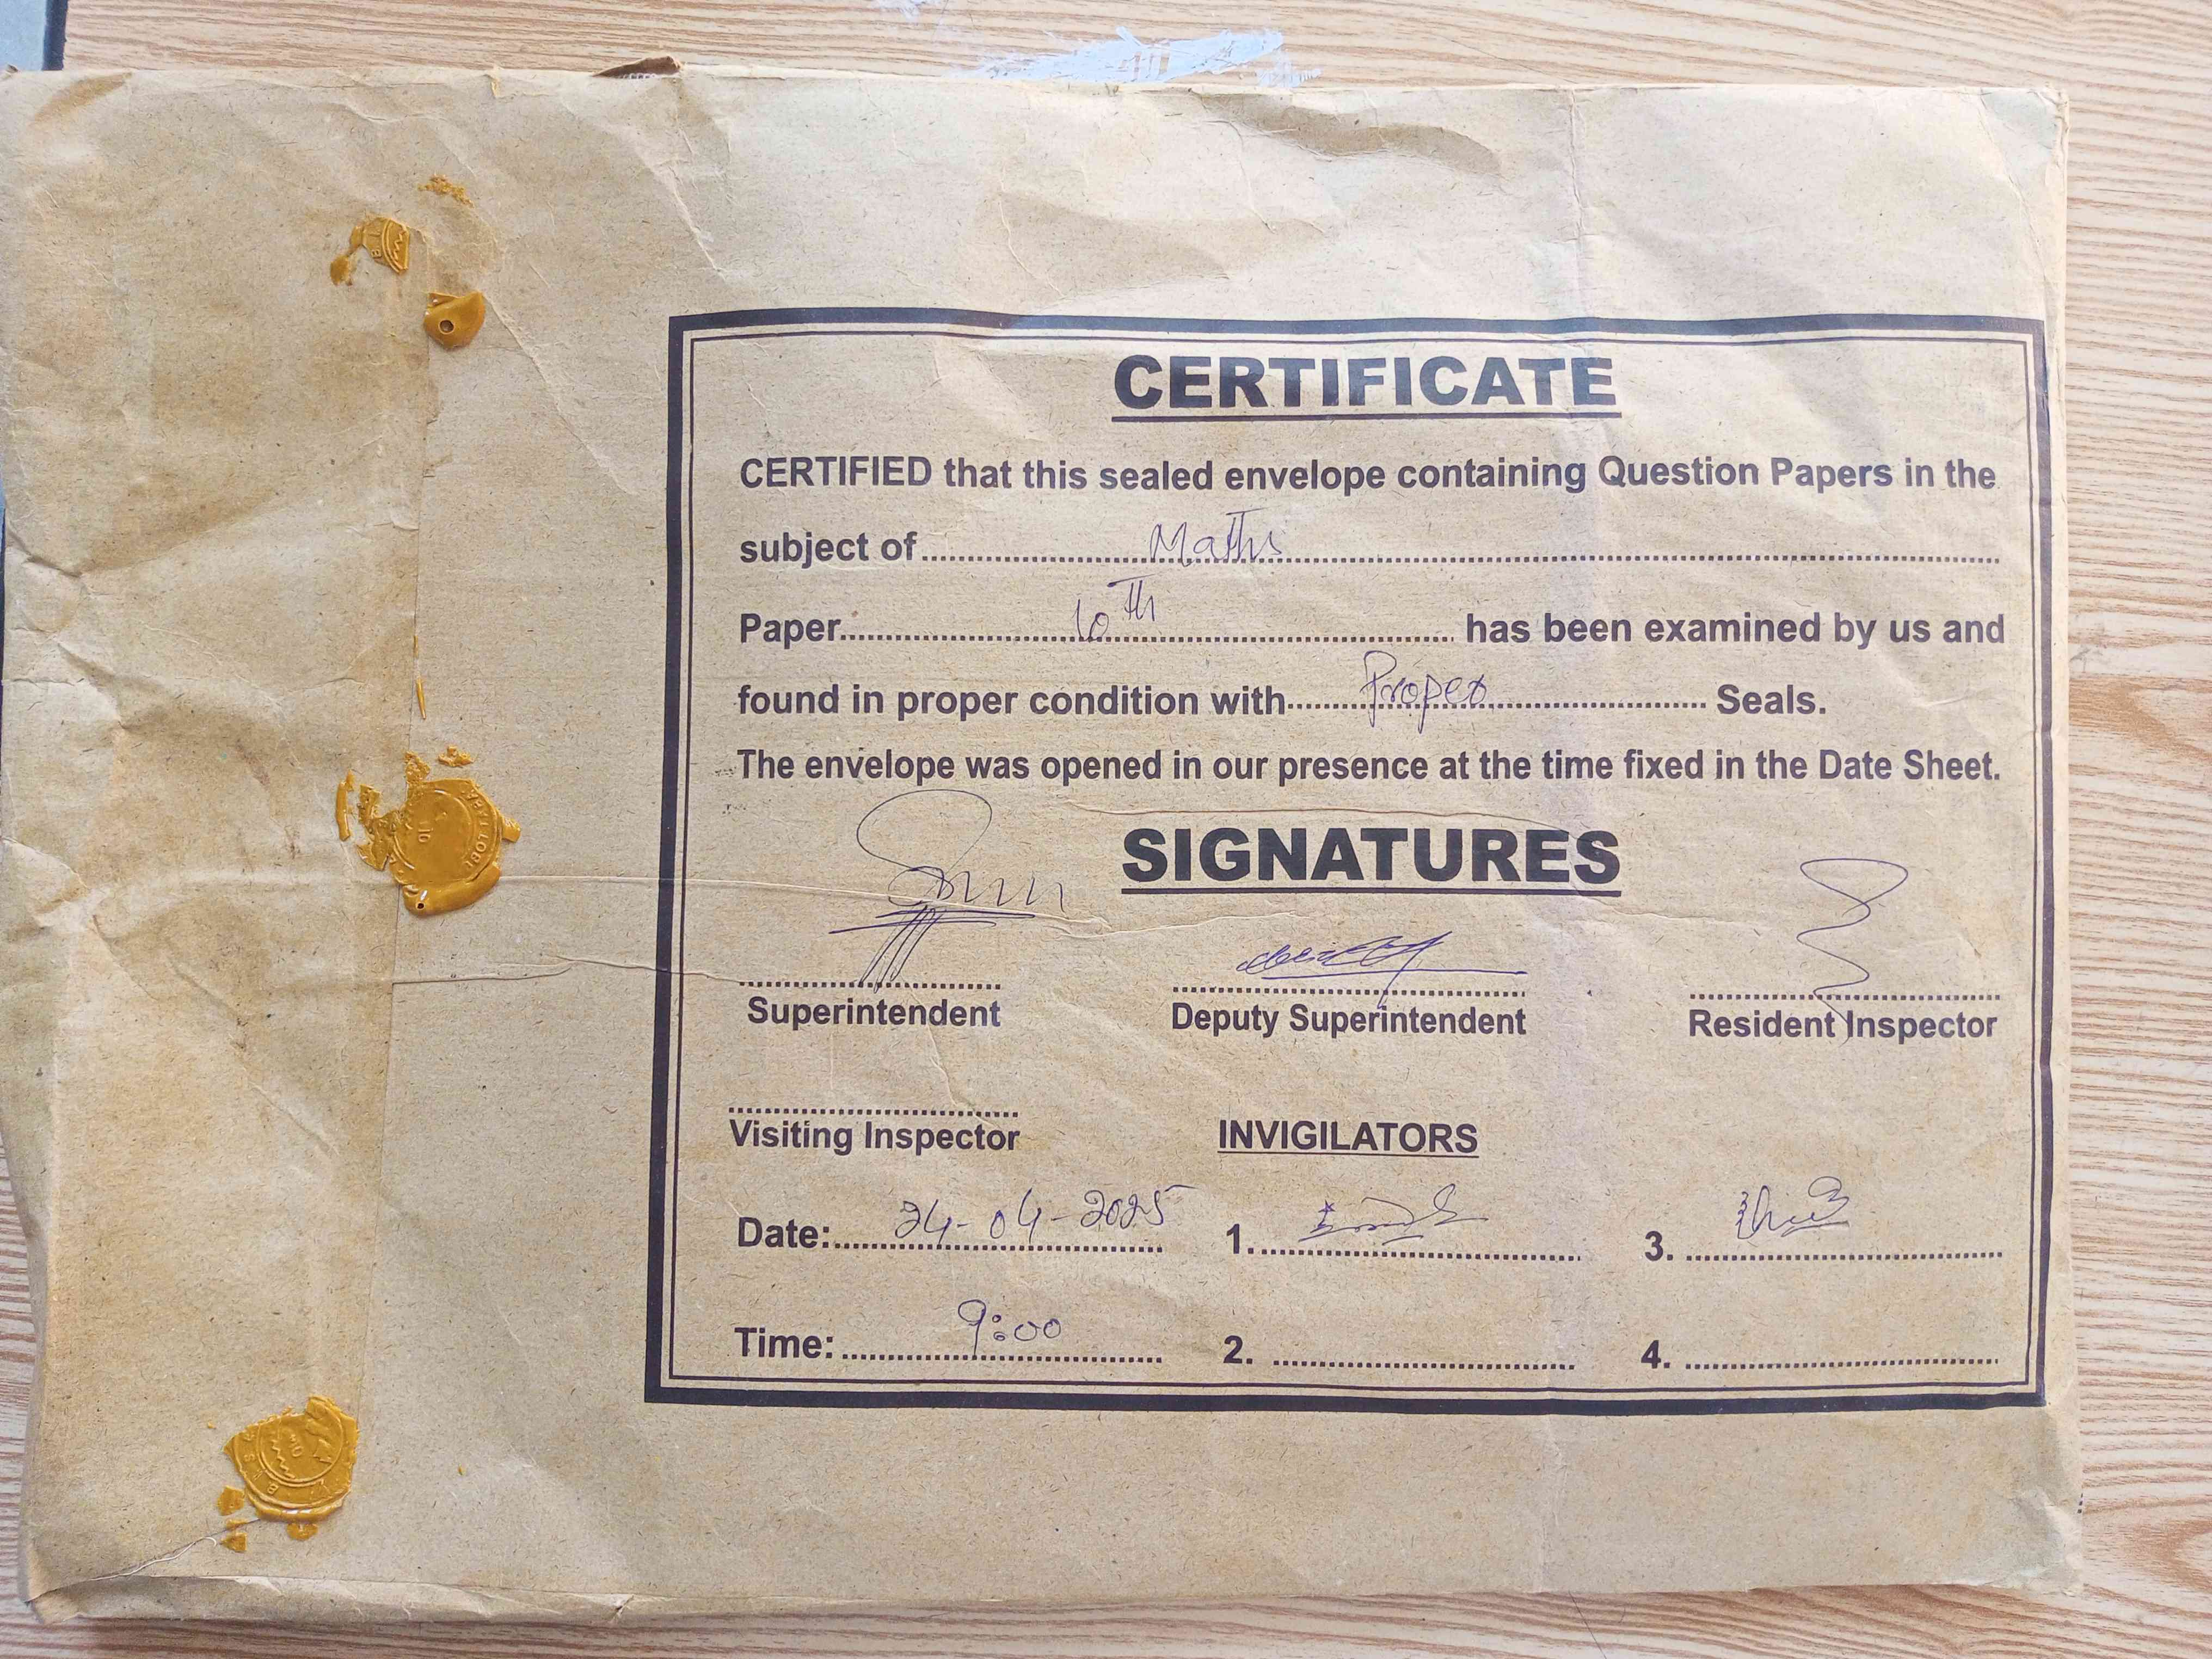 CERTIFICATE
CERTIFIED that this sealed envelope containing Question Papers in the
subject of Maths
Paper 10th has been examined by us and
found in proper condition with Proper Seals.
The envelope was opened in our presence at the time fixed in the Date Sheet.
SIGNATURES
Superintendent Deputy Superintendent Resident Inspector
Visiting Inspector INVIGILATORS
Date: 24-04-2025 1. 3.
Time: 9:00 2. 4.